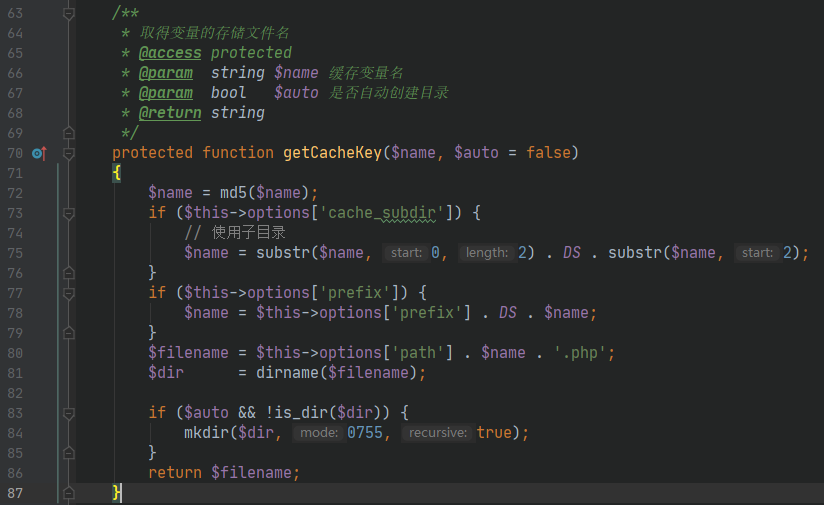 63 /**
64 * 取得变量的存储文件名
65 * @access protected
66 * @param  string $name 缓存变量名
67 * @param  bool   $auto 是否自动创建目录
68 * @return string
69 */
70 protected function getCacheKey($name, $auto = false)
71 {
72 $name = md5($name);
73 if ($this->options['cache_subdir']) {
74 // 使用子目录
75 $name = substr($name, start: 0, length: 2) . DS . substr($name, start: 2);
76 }
77 if ($this->options['prefix']) {
78 $name = $this->options['prefix'] . DS . $name;
79 }
80 $filename = $this->options['path'] . $name . '.php';
81 $dir      = dirname($filename);
82
83 if ($auto && !is_dir($dir)) {
84 mkdir($dir, mode: 0755, recursive: true);
85 }
86 return $filename;
87 }